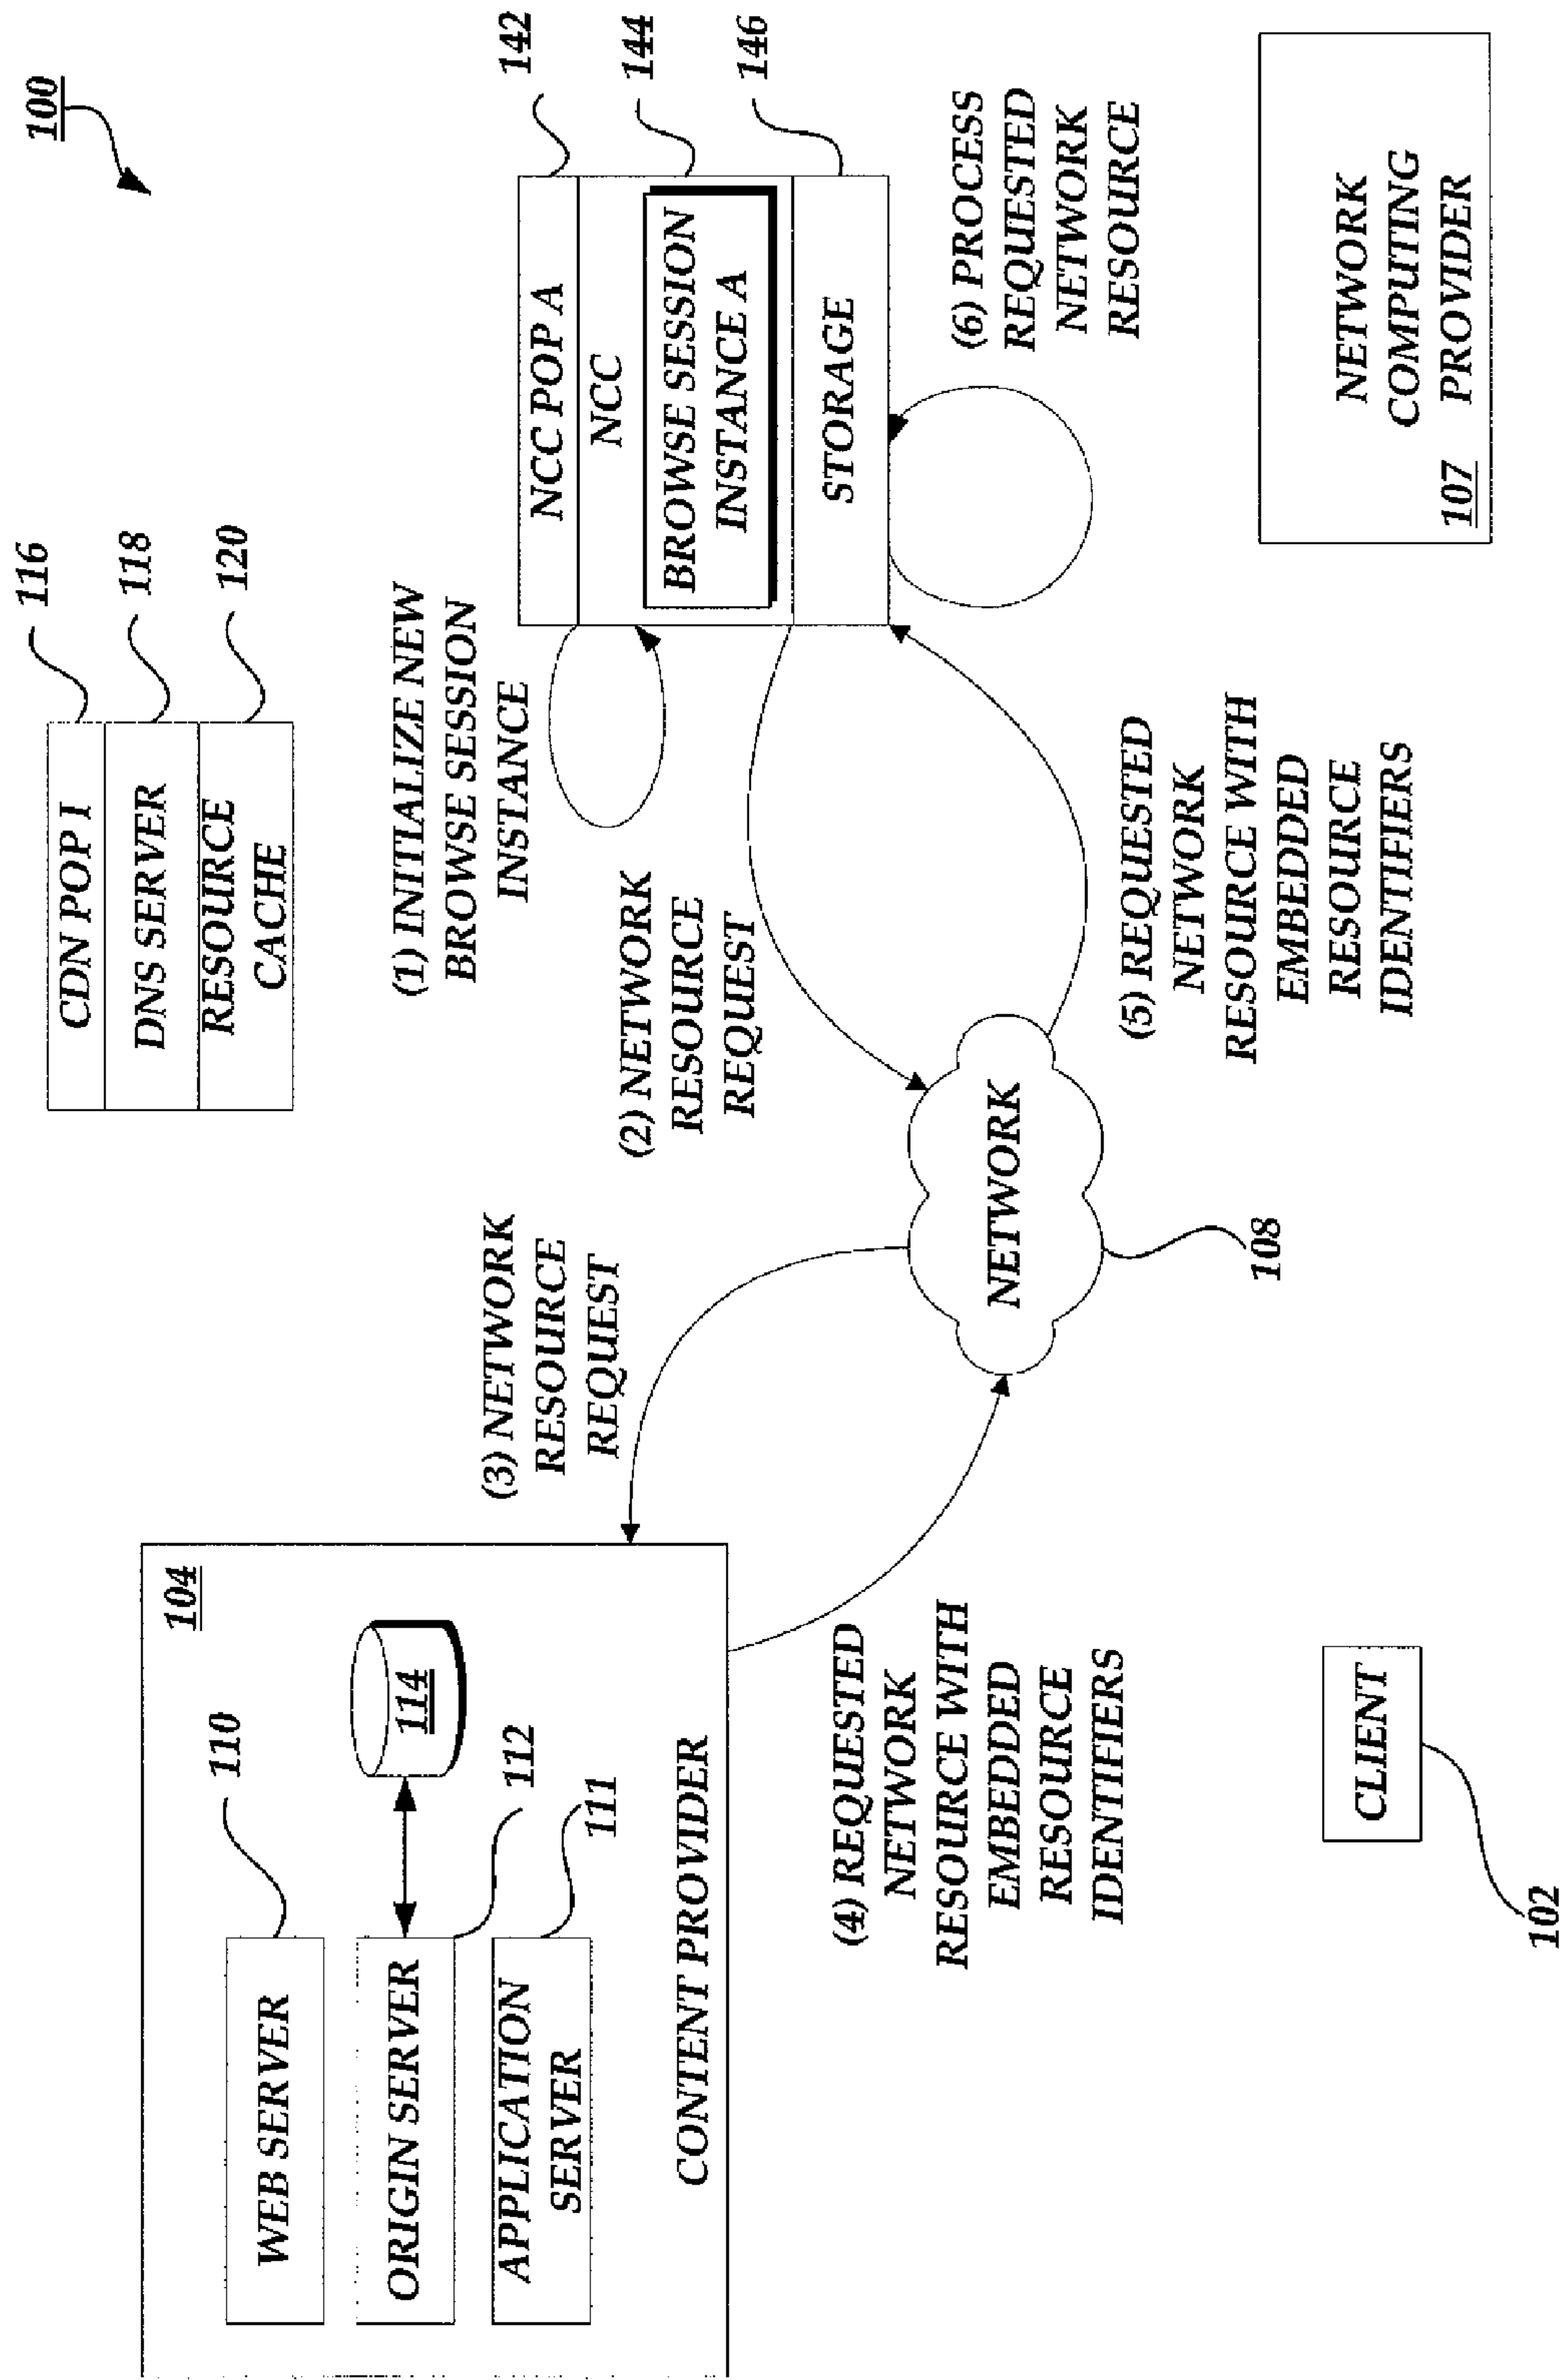 100
104
WEB SERVER
110
ORIGIN SERVER
114
112
APPLICATION
SERVER
111
CONTENT PROVIDER
CDN POP I
116
DNS SERVER
118
RESOURCE
CACHE
120
(1) INITIALIZE NEW
BROWSE SESSION
INSTANCE
NCC POP A
142
NCC
144
BROWSE SESSION
INSTANCE A
STORAGE
146
(2) NETWORK
RESOURCE
REQUEST
(3) NETWORK
RESOURCE
REQUEST
(4) REQUESTED
NETWORK
RESOURCE WITH
EMBEDDED
RESOURCE
IDENTIFIERS
NETWORK
108
(5) REQUESTED
NETWORK
RESOURCE WITH
EMBEDDED
RESOURCE
IDENTIFIERS
(6) PROCESS
REQUESTED
NETWORK
RESOURCE
CLIENT
102
NETWORK
COMPUTING
107 PROVIDER